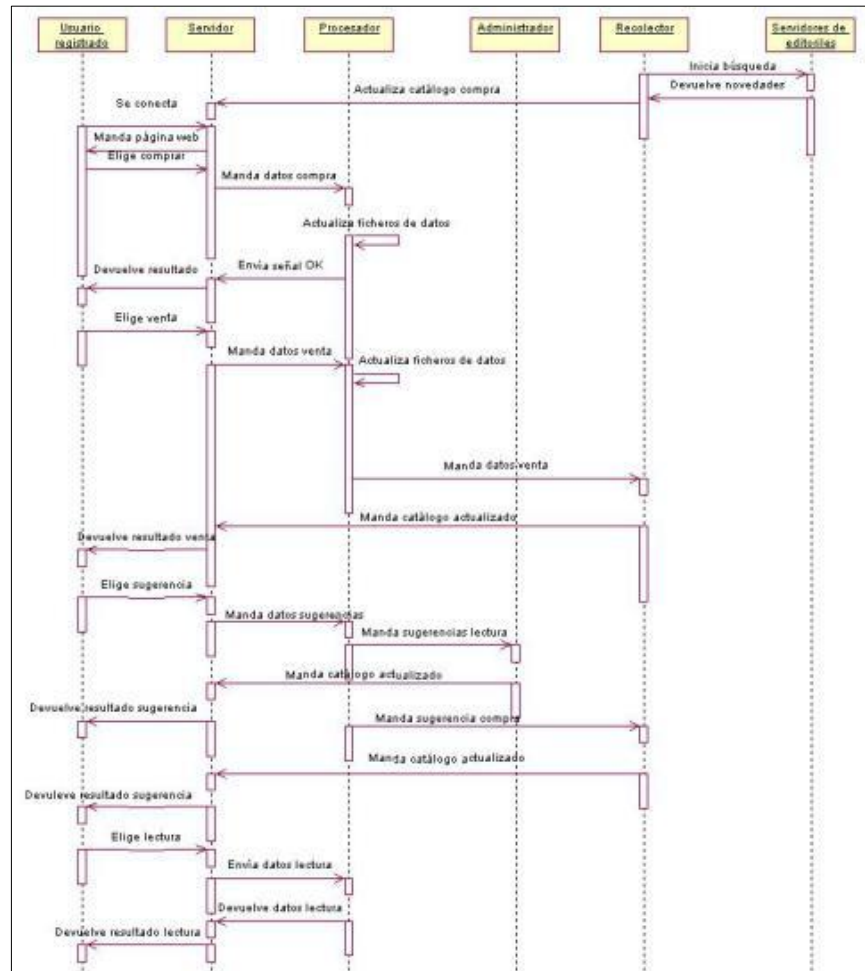 Usuario
registrado
Servidor
Procesador
Administrador
Recolector
Servidores de
editoriles
Inicia búsqueda
Actualiza catálogo compra
Devuelve novedades
Se conecta
Manda página web
Elige comprar
Manda datos compra
Actualiza ficheros de datos
Envia señal OK
Devuelve resultado
Elige venta
Manda datos venta
Actualiza ficheros de datos
Manda datos venta
Manda catálogo actualizado
Devuelve resultado venta
Elige sugerencia
Manda datos sugerencias
Manda sugerencias lectura
Manda catálogo actualizado
Devuelve resultado sugerencia
Manda sugerencia compra
Manda catálogo actualizado
Devuleve resultado sugerencia
Elige lectura
Envia datos lectura
Devuelve datos lectura
Devuelve resultado lectura